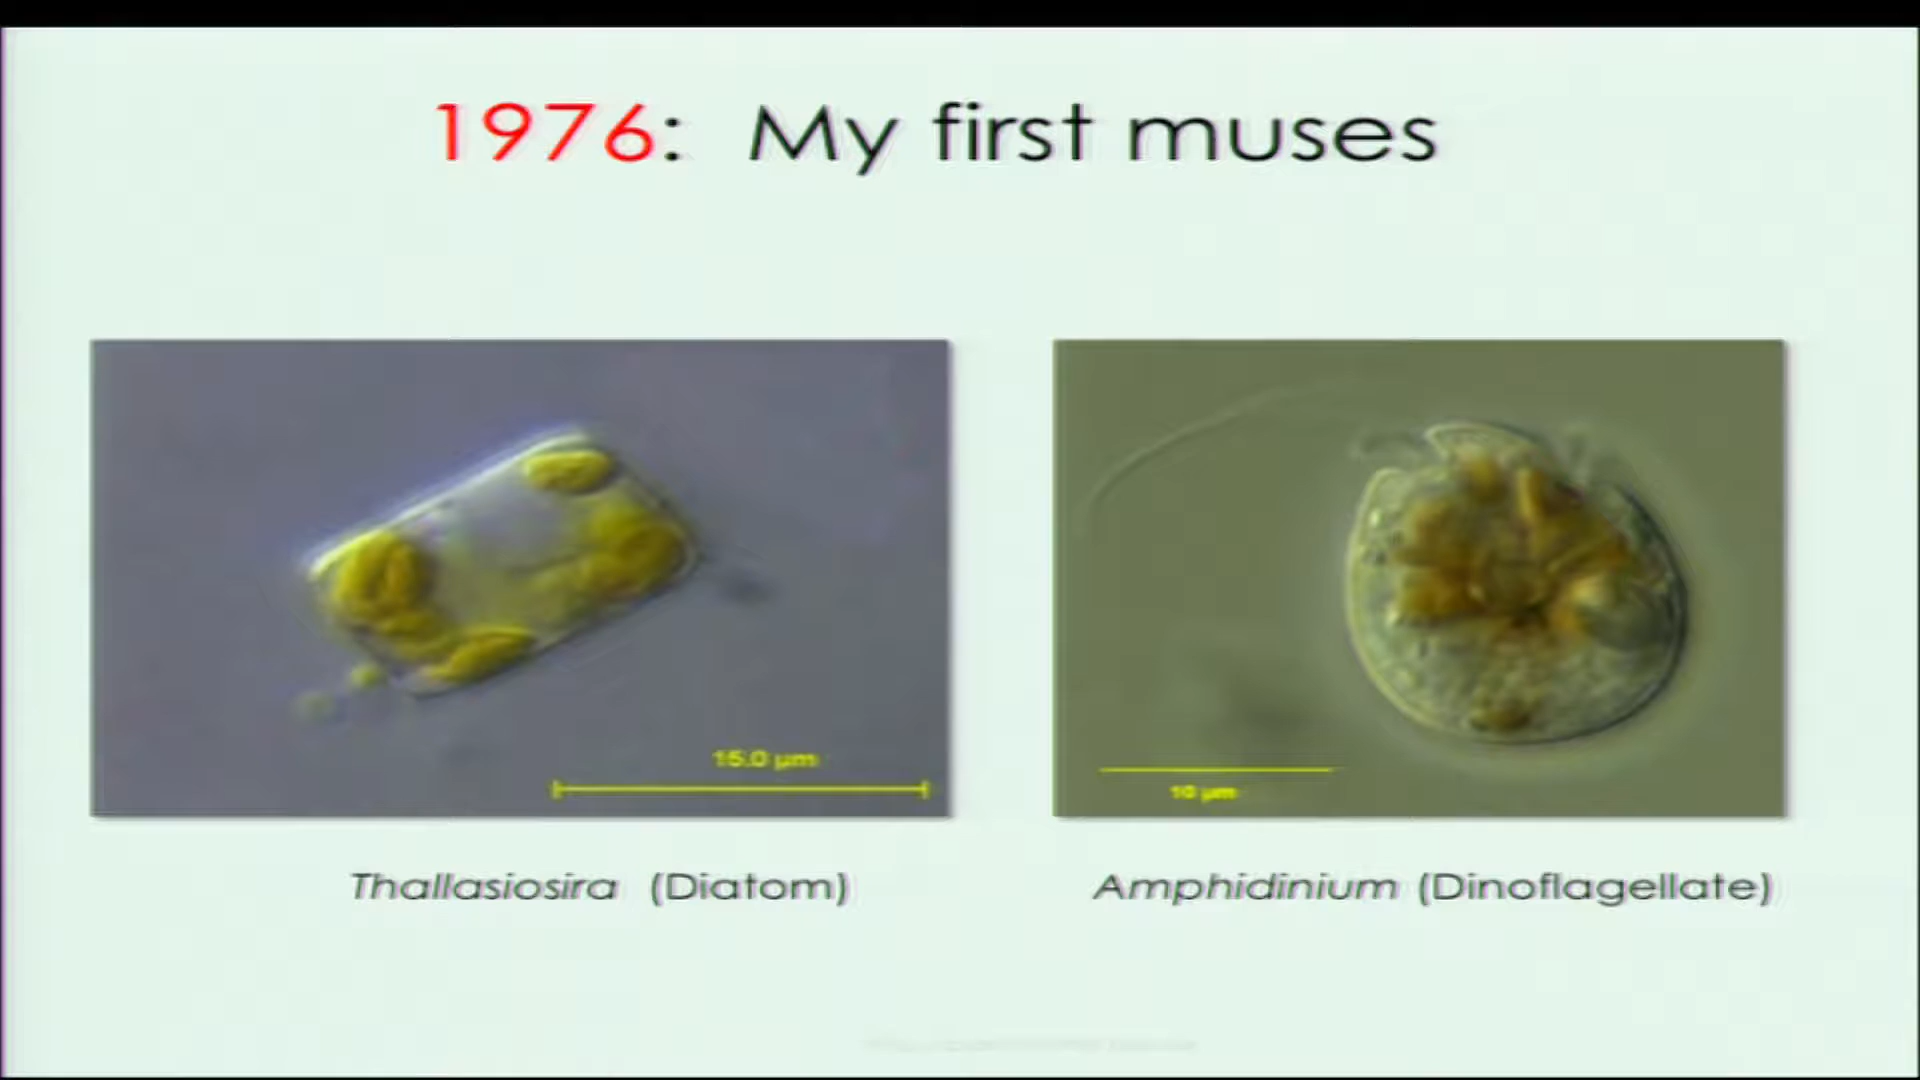 1976: My first muses
15.0 µm
10 µm
Thallasiosira (Diatom)
Amphidinium (Dinoflagellate)